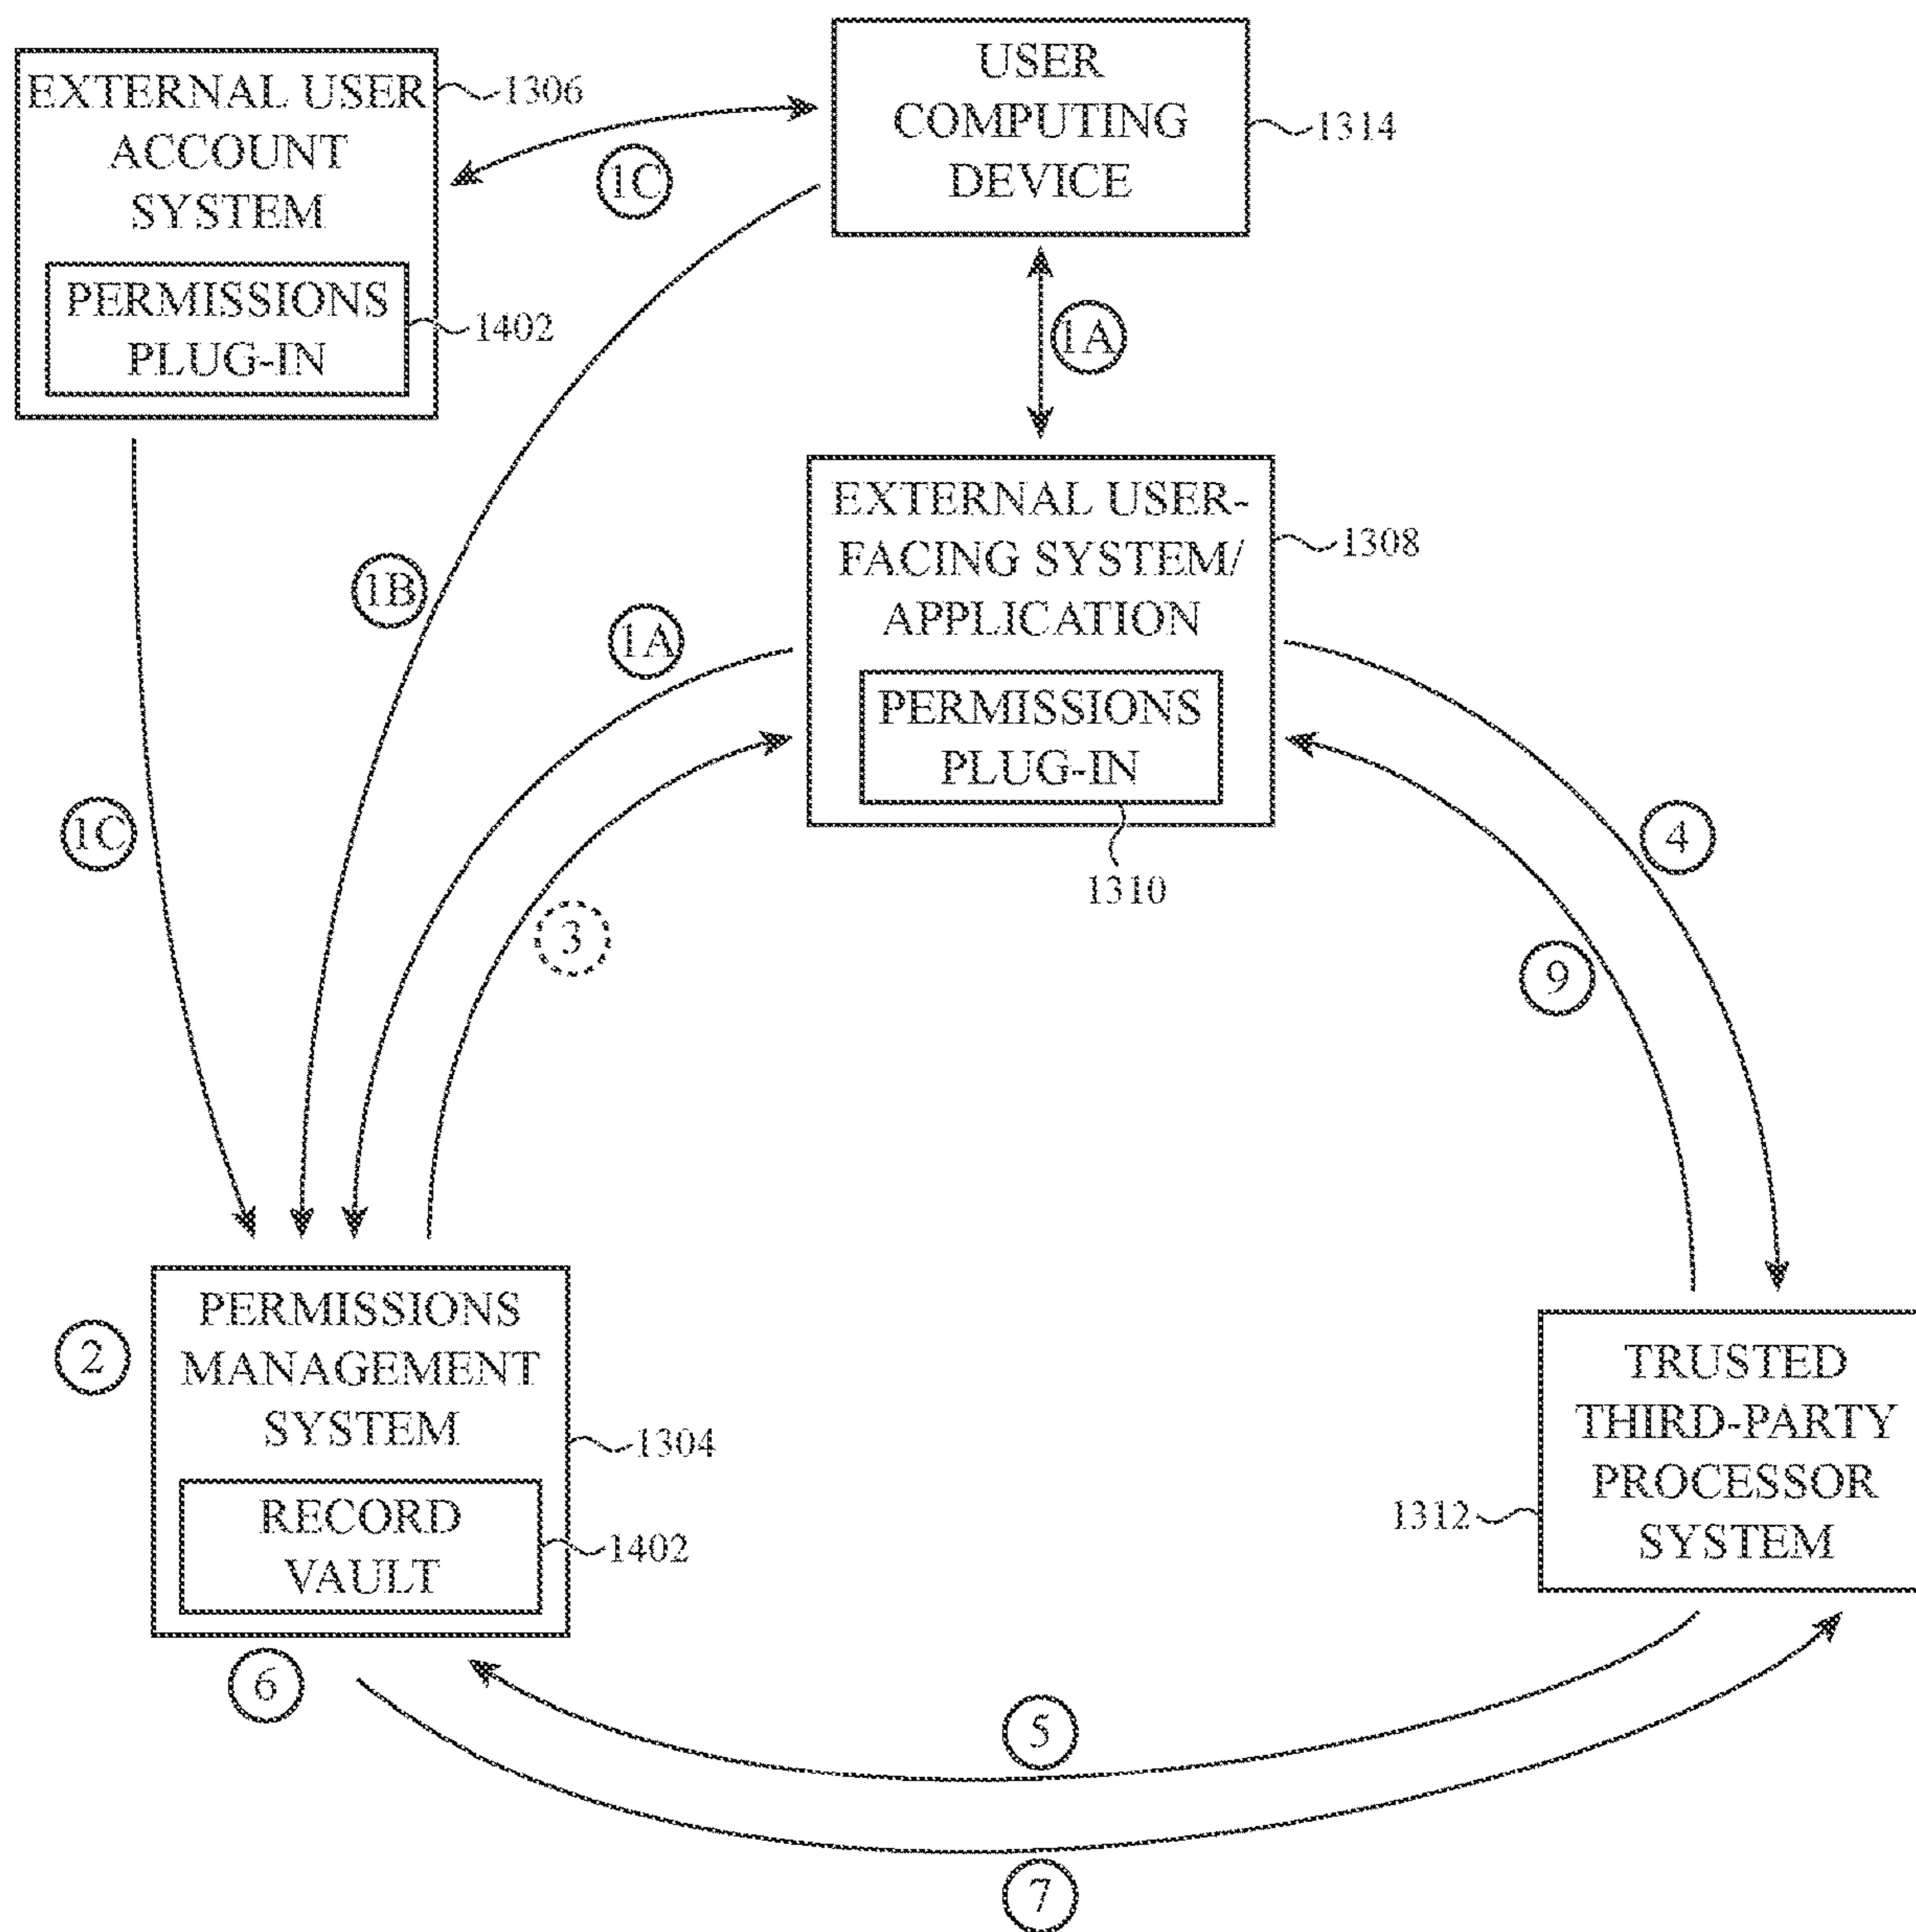 EXTERNAL USER
ACCOUNT
SYSTEM
1306
PERMISSIONS
PLUG-IN
1402
USER
COMPUTING
DEVICE
1314
1C
1A
EXTERNAL USER-
FACING SYSTEM/
APPLICATION
1308
PERMISSIONS
PLUG-IN
1310
1B
1A
1C
3
4
9
2
PERMISSIONS
MANAGEMENT
SYSTEM
1304
RECORD
VAULT
1402
TRUSTED
THIRD-PARTY
PROCESSOR
SYSTEM
1312
6
5
7